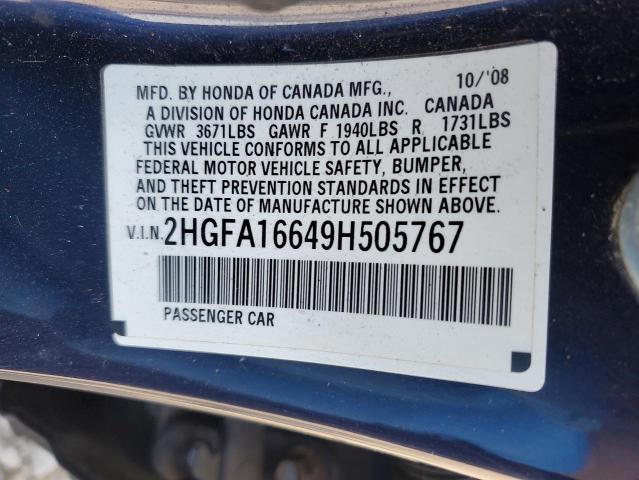 MFD. BY HONDA OF CANADA MFG., 10/'08
A DIVISION OF HONDA CANADA INC. CANADA
GVWR 3671LBS GAWR F 1940LBS R 1731LBS
THIS VEHICLE CONFORMS TO ALL APPLICABLE
FEDERAL MOTOR VEHICLE SAFETY, BUMPER,
AND THEFT PREVENTION STANDARDS IN EFFECT
ON THE DATE OF MANUFACTURE SHOWN ABOVE.
V.I.N. 2HGFA16649H505767
PASSENGER CAR